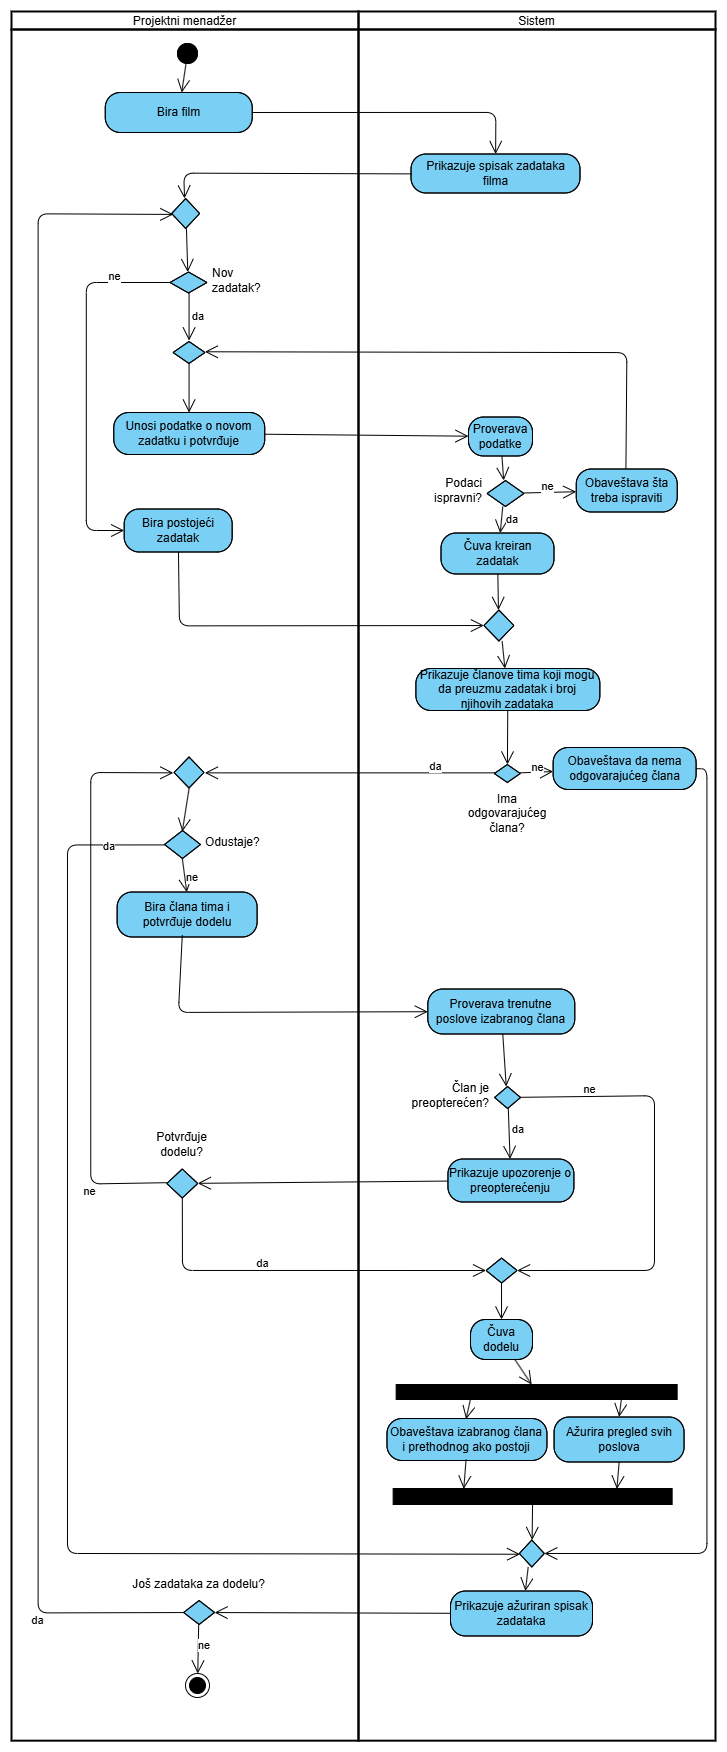 Projektni menadžer
Sistem
Bira film
Prikazuje spisak zadataka
filma
Nov
zadatak?
ne
da
Unosi podatke o novom
zadatku i potvrđuje
Proverava
podatke
Podaci
ispravni?
ne
Obaveštava šta
treba ispraviti
da
Bira postojeći
zadatak
Čuva kreiran
zadatak
Prikazuje članove tima koji mogu
da preuzmu zadatak i broj
njihovih zadataka
da
ne
Obaveštava da nema
odgovarajućeg člana
Ima
odgovarajućeg
člana?
Odustaje?
da
ne
Bira člana tima i
potvrđuje dodelu
Proverava trenutne
poslove izabranog člana
Član je
preopterećen?
ne
da
Potvrđuje
dodelu?
ne
Prikazuje upozorenje o
preopterećenju
da
Čuva
dodelu
Obaveštava izabranog člana
i prethodnog ako postoji
Ažurira pregled svih
poslova
Još zadataka za dodelu?
da
Prikazuje ažuriran spisak
zadataka
ne